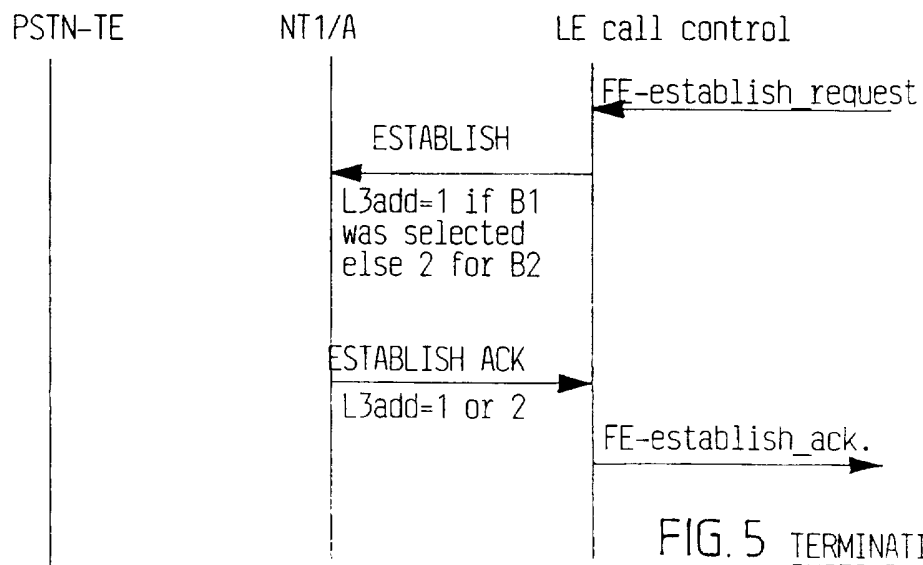 PSTN-TE NT1/A LE call control
FE-establish_request
ESTABLISH
L3add=1 if B1
was selected
else 2 for B2
ESTABLISH ACK
L3add=1 or 2
FE-establish_ack.
FIG. 5